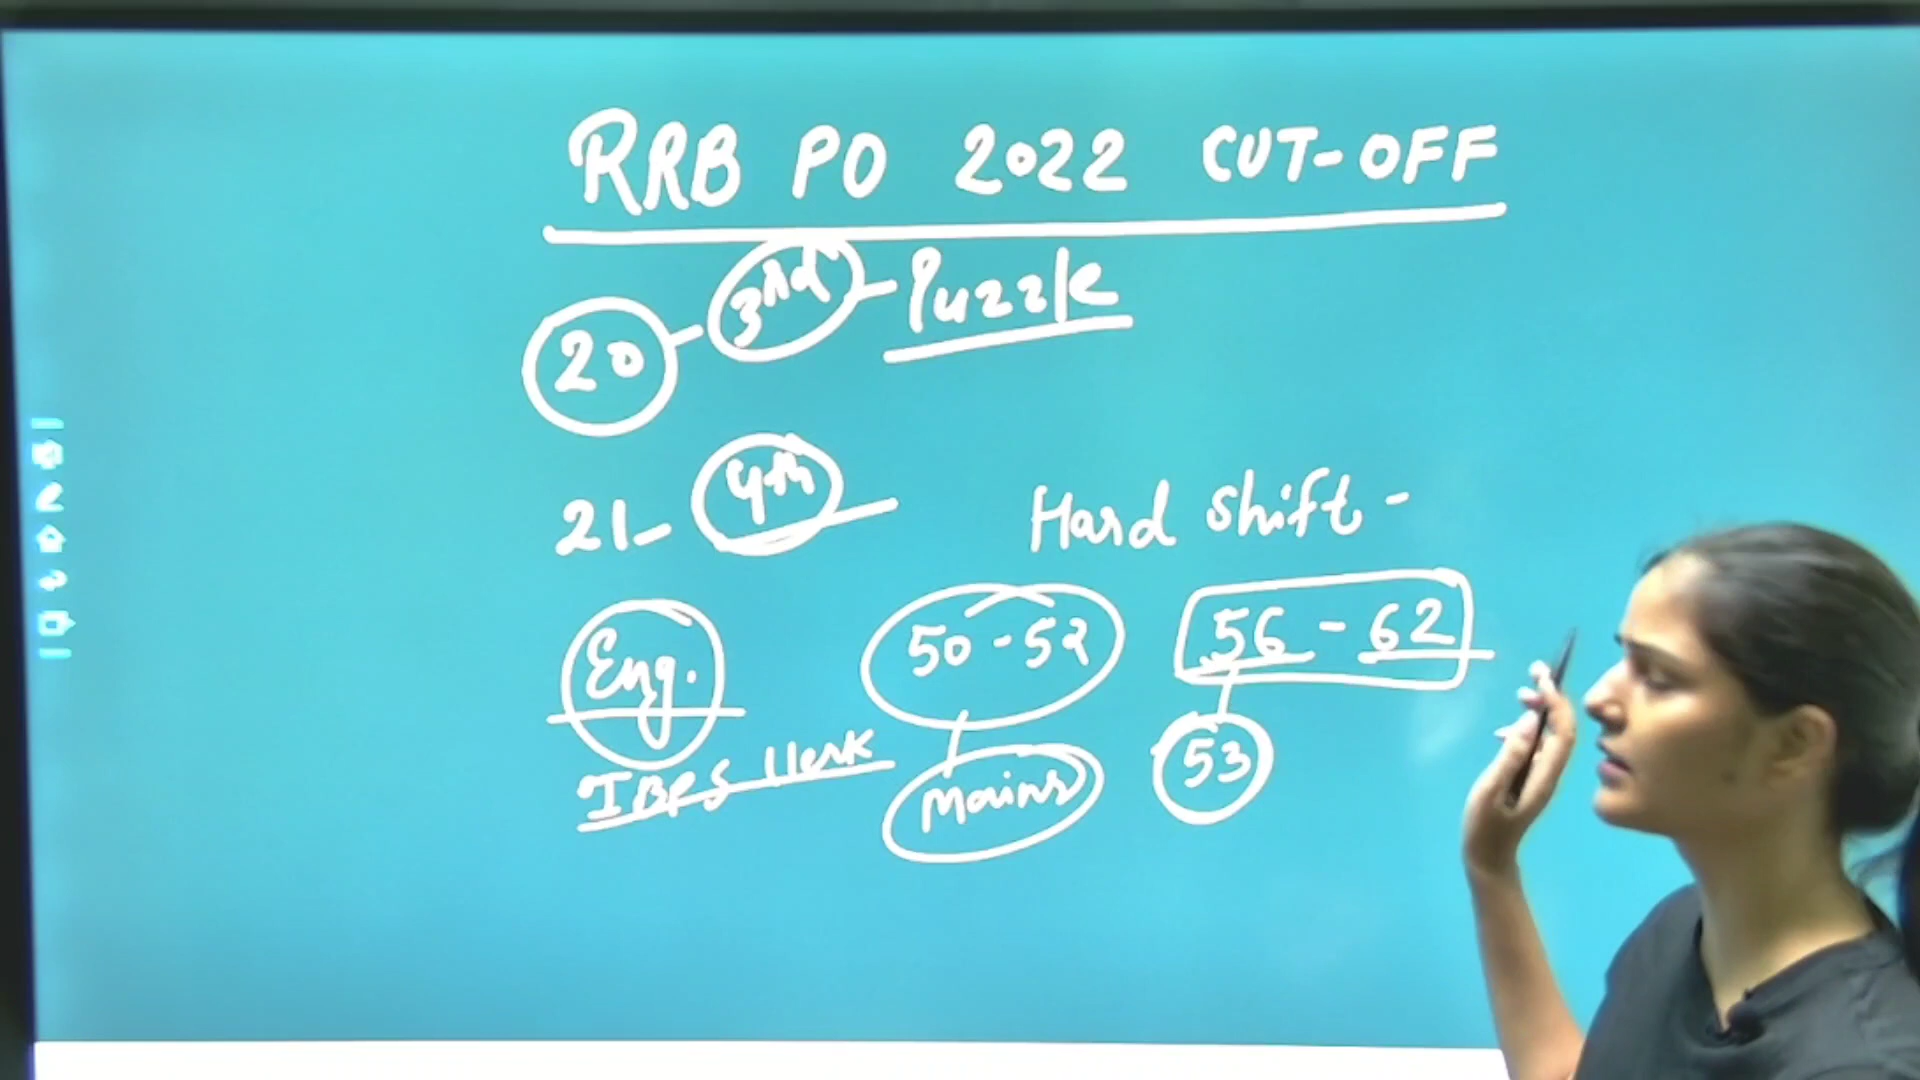 RRB PO 2022 CUT-OFF
20 - 3nd - Puzzle
21 - 4th
Hard shift -
Eng. 50-52 56 - 62
IBPS Clerk Mains 53